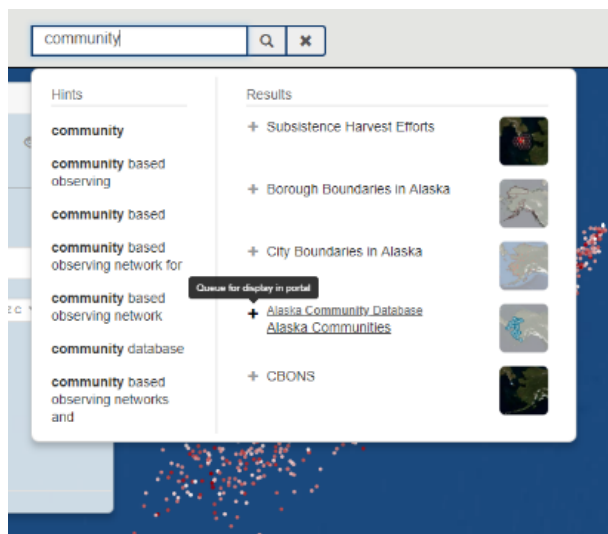 community
Hints
Results
community
community based
observing
community based
community based
observing network for
community based
observing network
community database
community based
observing networks
and
Subsistence Harvest Efforts
Borough Boundaries in Alaska
City Boundaries in Alaska
Queue for display in portal
Alaska Community Database
Alaska Communities
CBONS